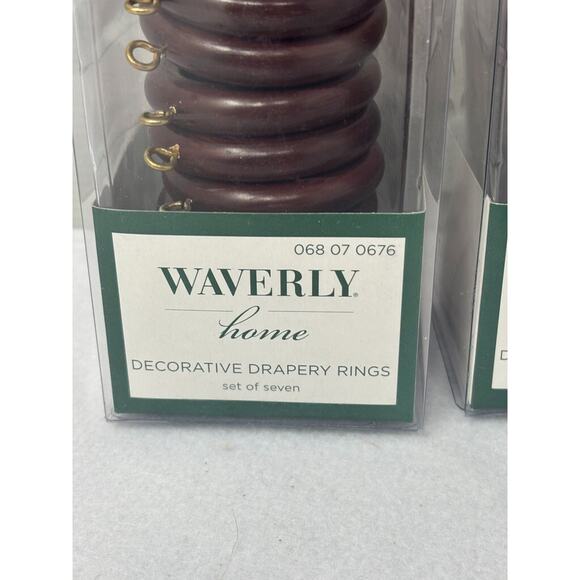 068 07 0676
WAVERLY®
home
DECORATIVE DRAPERY RINGS
set of seven
D